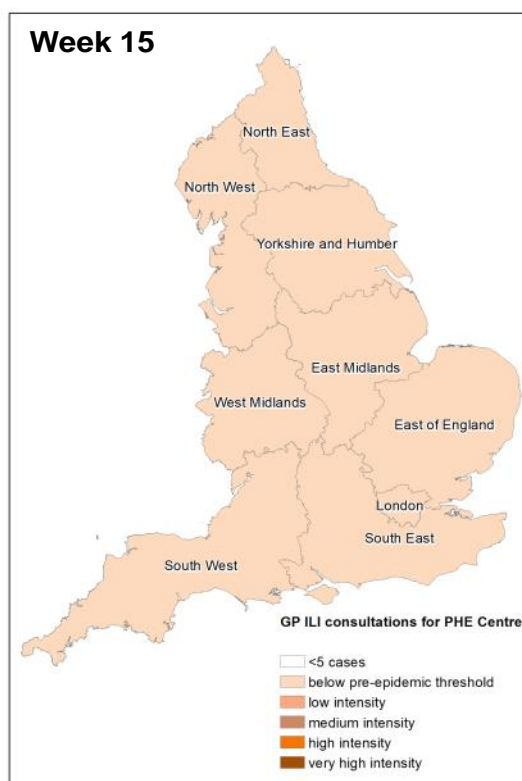 Week 15
North East
North West
Yorkshire and Humber
East Midlands
West Midlands
East of England
London
South East
South West
GP ILI consultations for PHE Centre
<5 cases
below pre-epidemic threshold
low intensity
medium intensity
high intensity
very high intensity